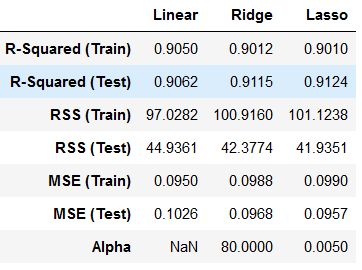 Linear Ridge Lasso
R-Squared (Train) 0.9050 0.9012 0.9010
R-Squared (Test) 0.9062 0.9115 0.9124
RSS (Train) 97.0282 100.9160 101.1238
RSS (Test) 44.9361 42.3774 41.9351
MSE (Train) 0.0950 0.0988 0.0990
MSE (Test) 0.1026 0.0968 0.0957
Alpha NaN 80.0000 0.0050